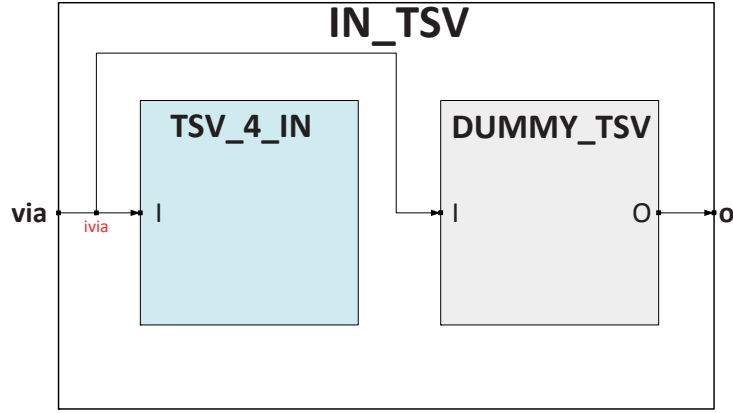 IN_TSV
TSV_4_IN
DUMMY_TSV
via
ivia
I
I
O
o